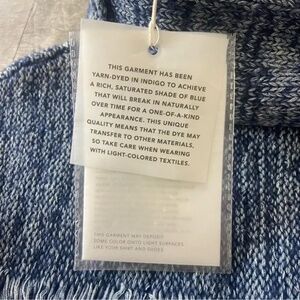 THIS GARMENT HAS BEEN
YARN-DYED IN INDIGO TO ACHIEVE
A RICH, SATURATED SHADE OF BLUE
THAT WILL BREAK IN NATURALLY
OVER TIME FOR A ONE-OF-A-KIND
APPEARANCE. THIS UNIQUE
QUALITY MEANS THAT THE DYE MAY
TRANSFER TO OTHER MATERIALS,
SO TAKE CARE WHEN WEARING
WITH LIGHT-COLORED TEXTILES.
THIS GARMENT MAY DEPOSIT
SOME COLOR ONTO LIGHT SURFACES
LIKE YOUR SHIRT AND SHOES